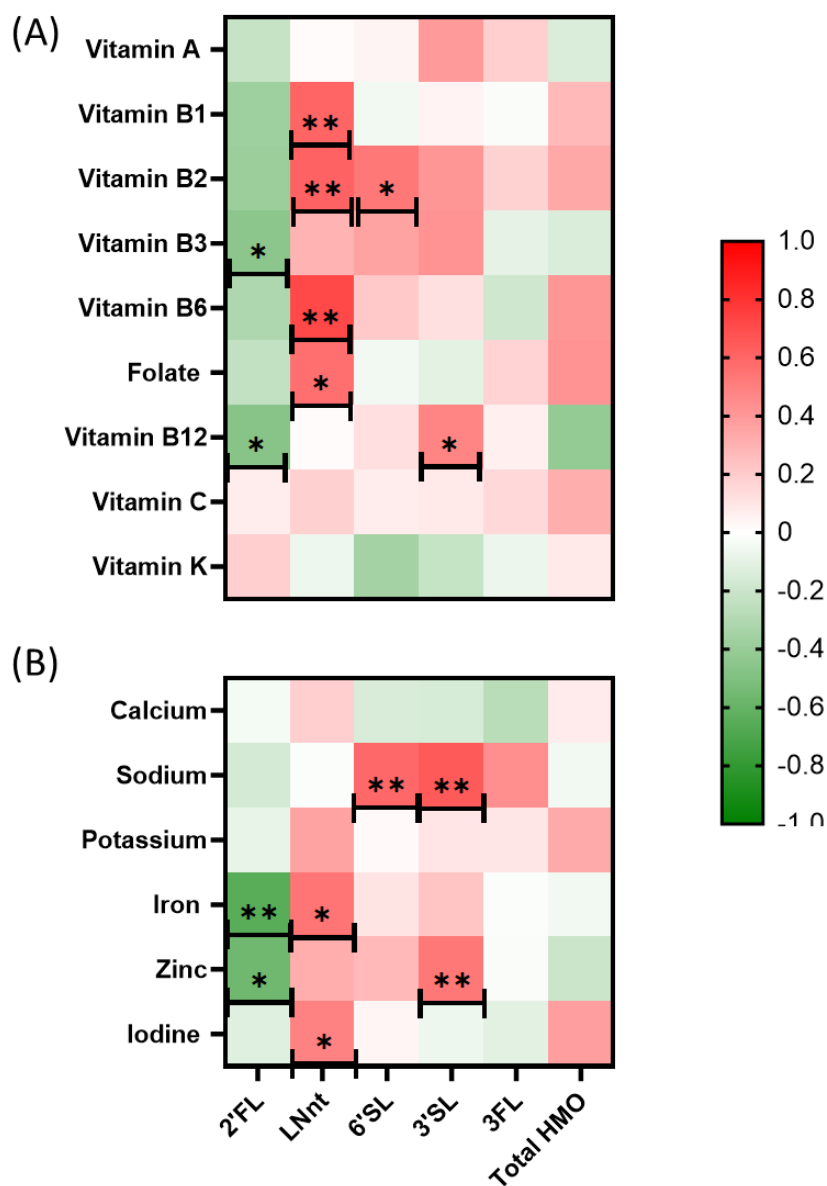 (A)
Vitamin A
Vitamin B1
**
Vitamin B2
** *
Vitamin B3
*
Vitamin B6
**
Folate
*
Vitamin B12
* *
Vitamin C
Vitamin K
1.0
0.8
0.6
0.4
0.2
0
-0.2
-0.4
-0.6
-0.8
-1.0
(B)
Calcium
Sodium
** **
Potassium
Iron
** *
Zinc
* **
Iodine
*
2'FL
LNnt
6'SL
3'SL
3FL
Total HMO